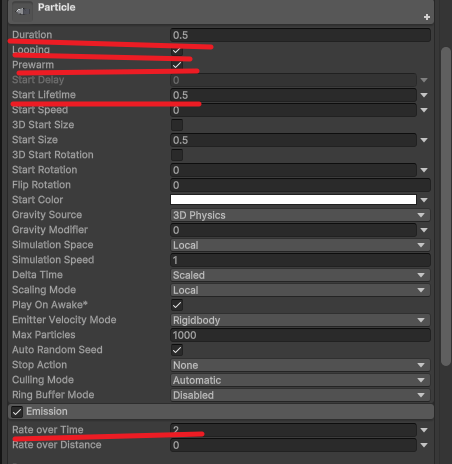 Particle
Duration 0.5
Looping
Prewarm
Start Delay 0
Start Lifetime 0.5
Start Speed 0
3D Start Size
Start Size 0.5
3D Start Rotation
Start Rotation 0
Flip Rotation 0
Start Color
Gravity Source 3D Physics
Gravity Modifier 0
Simulation Space Local
Simulation Speed 1
Delta Time Scaled
Scaling Mode Local
Play On Awake*
Emitter Velocity Mode Rigidbody
Max Particles 1000
Auto Random Seed
Stop Action None
Culling Mode Automatic
Ring Buffer Mode Disabled
Emission
Rate over Time 2
Rate over Distance 0